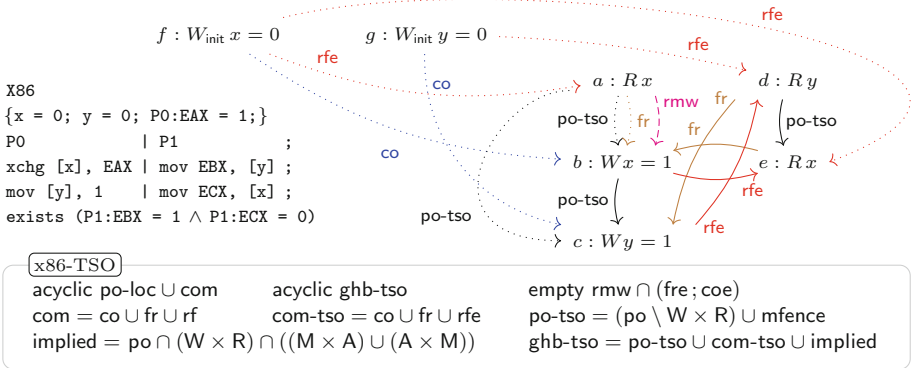 rfe
f : W_init x = 0
g : W_init y = 0
rfe
rfe
co
a : R x
d : R y
X86
{x = 0; y = 0; P0:EAX = 1;}
P0 | P1 ;
xchg [x], EAX | mov EBX, [y] ;
mov [y], 1 | mov ECX, [x] ;
exists (P1:EBX = 1 ∧ P1:ECX = 0)
rmw
po-tso
fr
fr
po-tso
co
b : W x = 1
e : R x
rfe
po-tso
po-tso
c : W y = 1
rfe
x86-TSO
acyclic po-loc ∪ com
acyclic ghb-tso
empty rmw ∩ (fre ; coe)
com = co ∪ fr ∪ rf
com-tso = co ∪ fr ∪ rfe
po-tso = (po \ W × R) ∪ mfence
implied = po ∩ (W × R) ∩ ((M × A) ∪ (A × M))
ghb-tso = po-tso ∪ com-tso ∪ implied